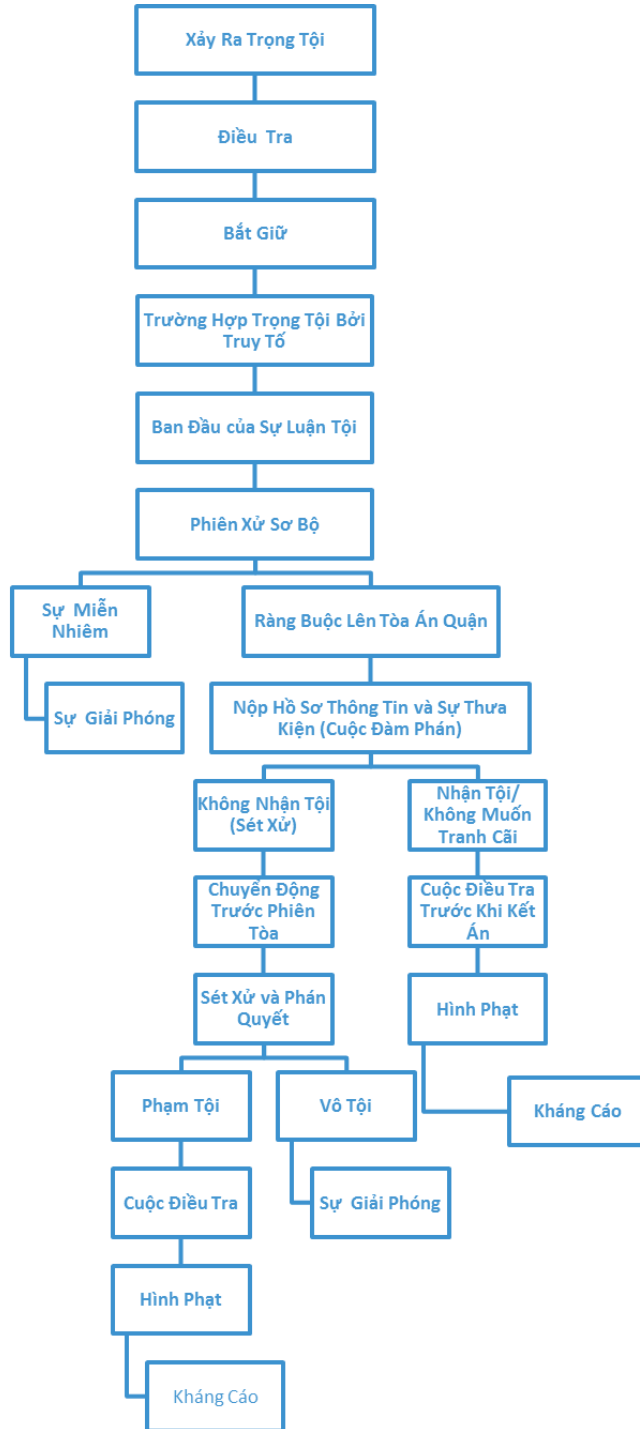 Xảy Ra Trọng Tội
Điều Tra
Bắt Giữ
Trường Hợp Trọng Tội Bởi
Truy Tố
Ban Đầu của Sự Luận Tội
Phiên Xử Sơ Bộ
Sự Miễn
Nhiêm
Ràng Buộc Lên Tòa Án Quận
Sự Giải Phóng
Nộp Hồ Sơ Thông Tin và Sự Thưa
Kiện (Cuộc Đàm Phán)
Không Nhận Tội
(Sét Xử)
Nhận Tội/
Không Muốn
Tranh Cãi
Chuyển Động
Trước Phiên
Tòa
Cuộc Điều Tra
Trước Khi Kết
Án
Sét Xử và Phán
Quyết
Hình Phạt
Phạm Tội
Vô Tội
Kháng Cáo
Cuộc Điều Tra
Sự Giải Phóng
Hình Phạt
Kháng Cáo